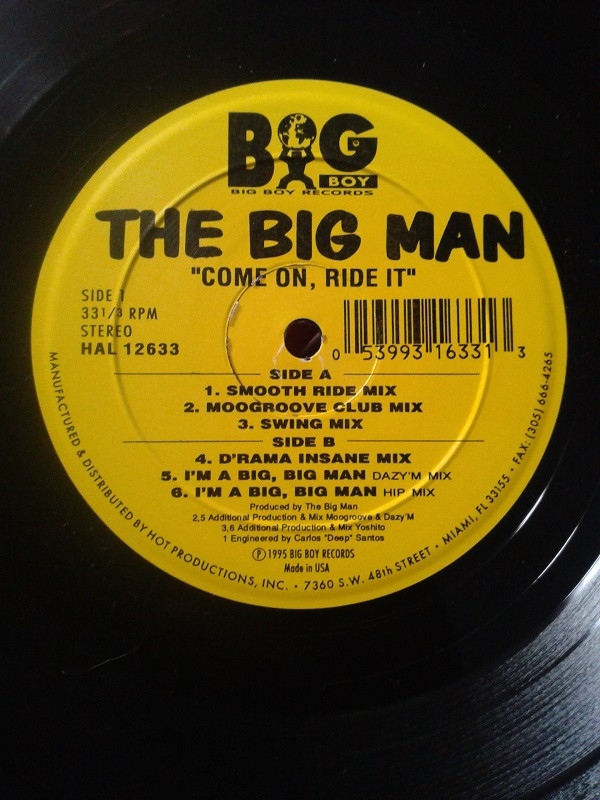 BIG
BOY
BIG BOY RECORDS
THE BIG MAN
"COME ON, RIDE IT"
SIDE 1
33 1/3 RPM
STEREO
HAL 12633
0 53993 16331 3
SIDE A
1. SMOOTH RIDE MIX
2. MOOGROOVE CLUB MIX
3. SWING MIX
SIDE B
4. D'RAMA INSANE MIX
5. I'M A BIG, BIG MAN DAZY'M MIX
6. I'M A BIG, BIG MAN HIP MIX
Produced by The Big Man
2,5 Additional Production & Mix Moogroove & Dazy'M
3,6 Additional Production & Mix Yoshito
1 Engineered by Carlos "Deep" Santos
℗ 1995 BIG BOY RECORDS
Made in USA
MANUFACTURED & DISTRIBUTED BY HOT PRODUCTIONS, INC. • 7360 S.W. 48th STREET • MIAMI, FL 33155 • FAX: (305) 666-4265